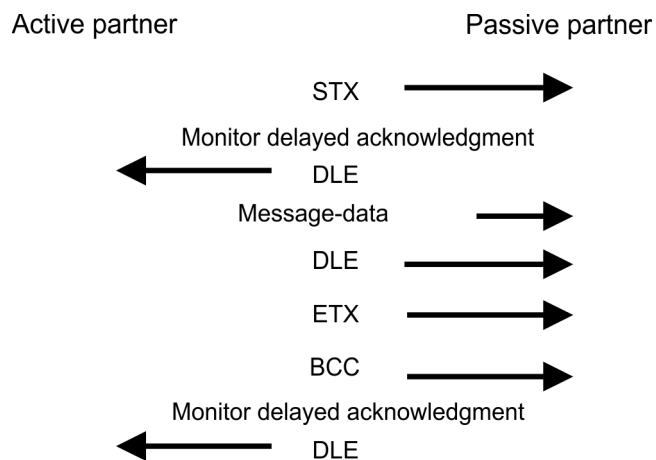 Active partner Passive partner
STX
Monitor delayed acknowledgment
DLE
Message-data
DLE
ETX
BCC
Monitor delayed acknowledgment
DLE